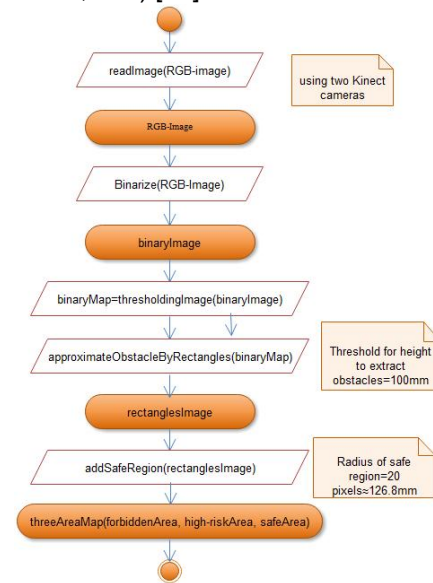 readImage(RGB-image)
using two Kinect
cameras
RGB-Image
Binarize(RGB-Image)
binaryImage
binaryMap=thresholdingImage(binaryImage)
approximateObstacleByRectangles(binaryMap)
Threshold for height
to extract
obstacles=100mm
rectanglesImage
addSafeRegion(rectanglesImage)
Radius of safe
region=20
pixels≈126.8mm
threeAreaMap(forbiddenArea, high-riskArea, safeArea)